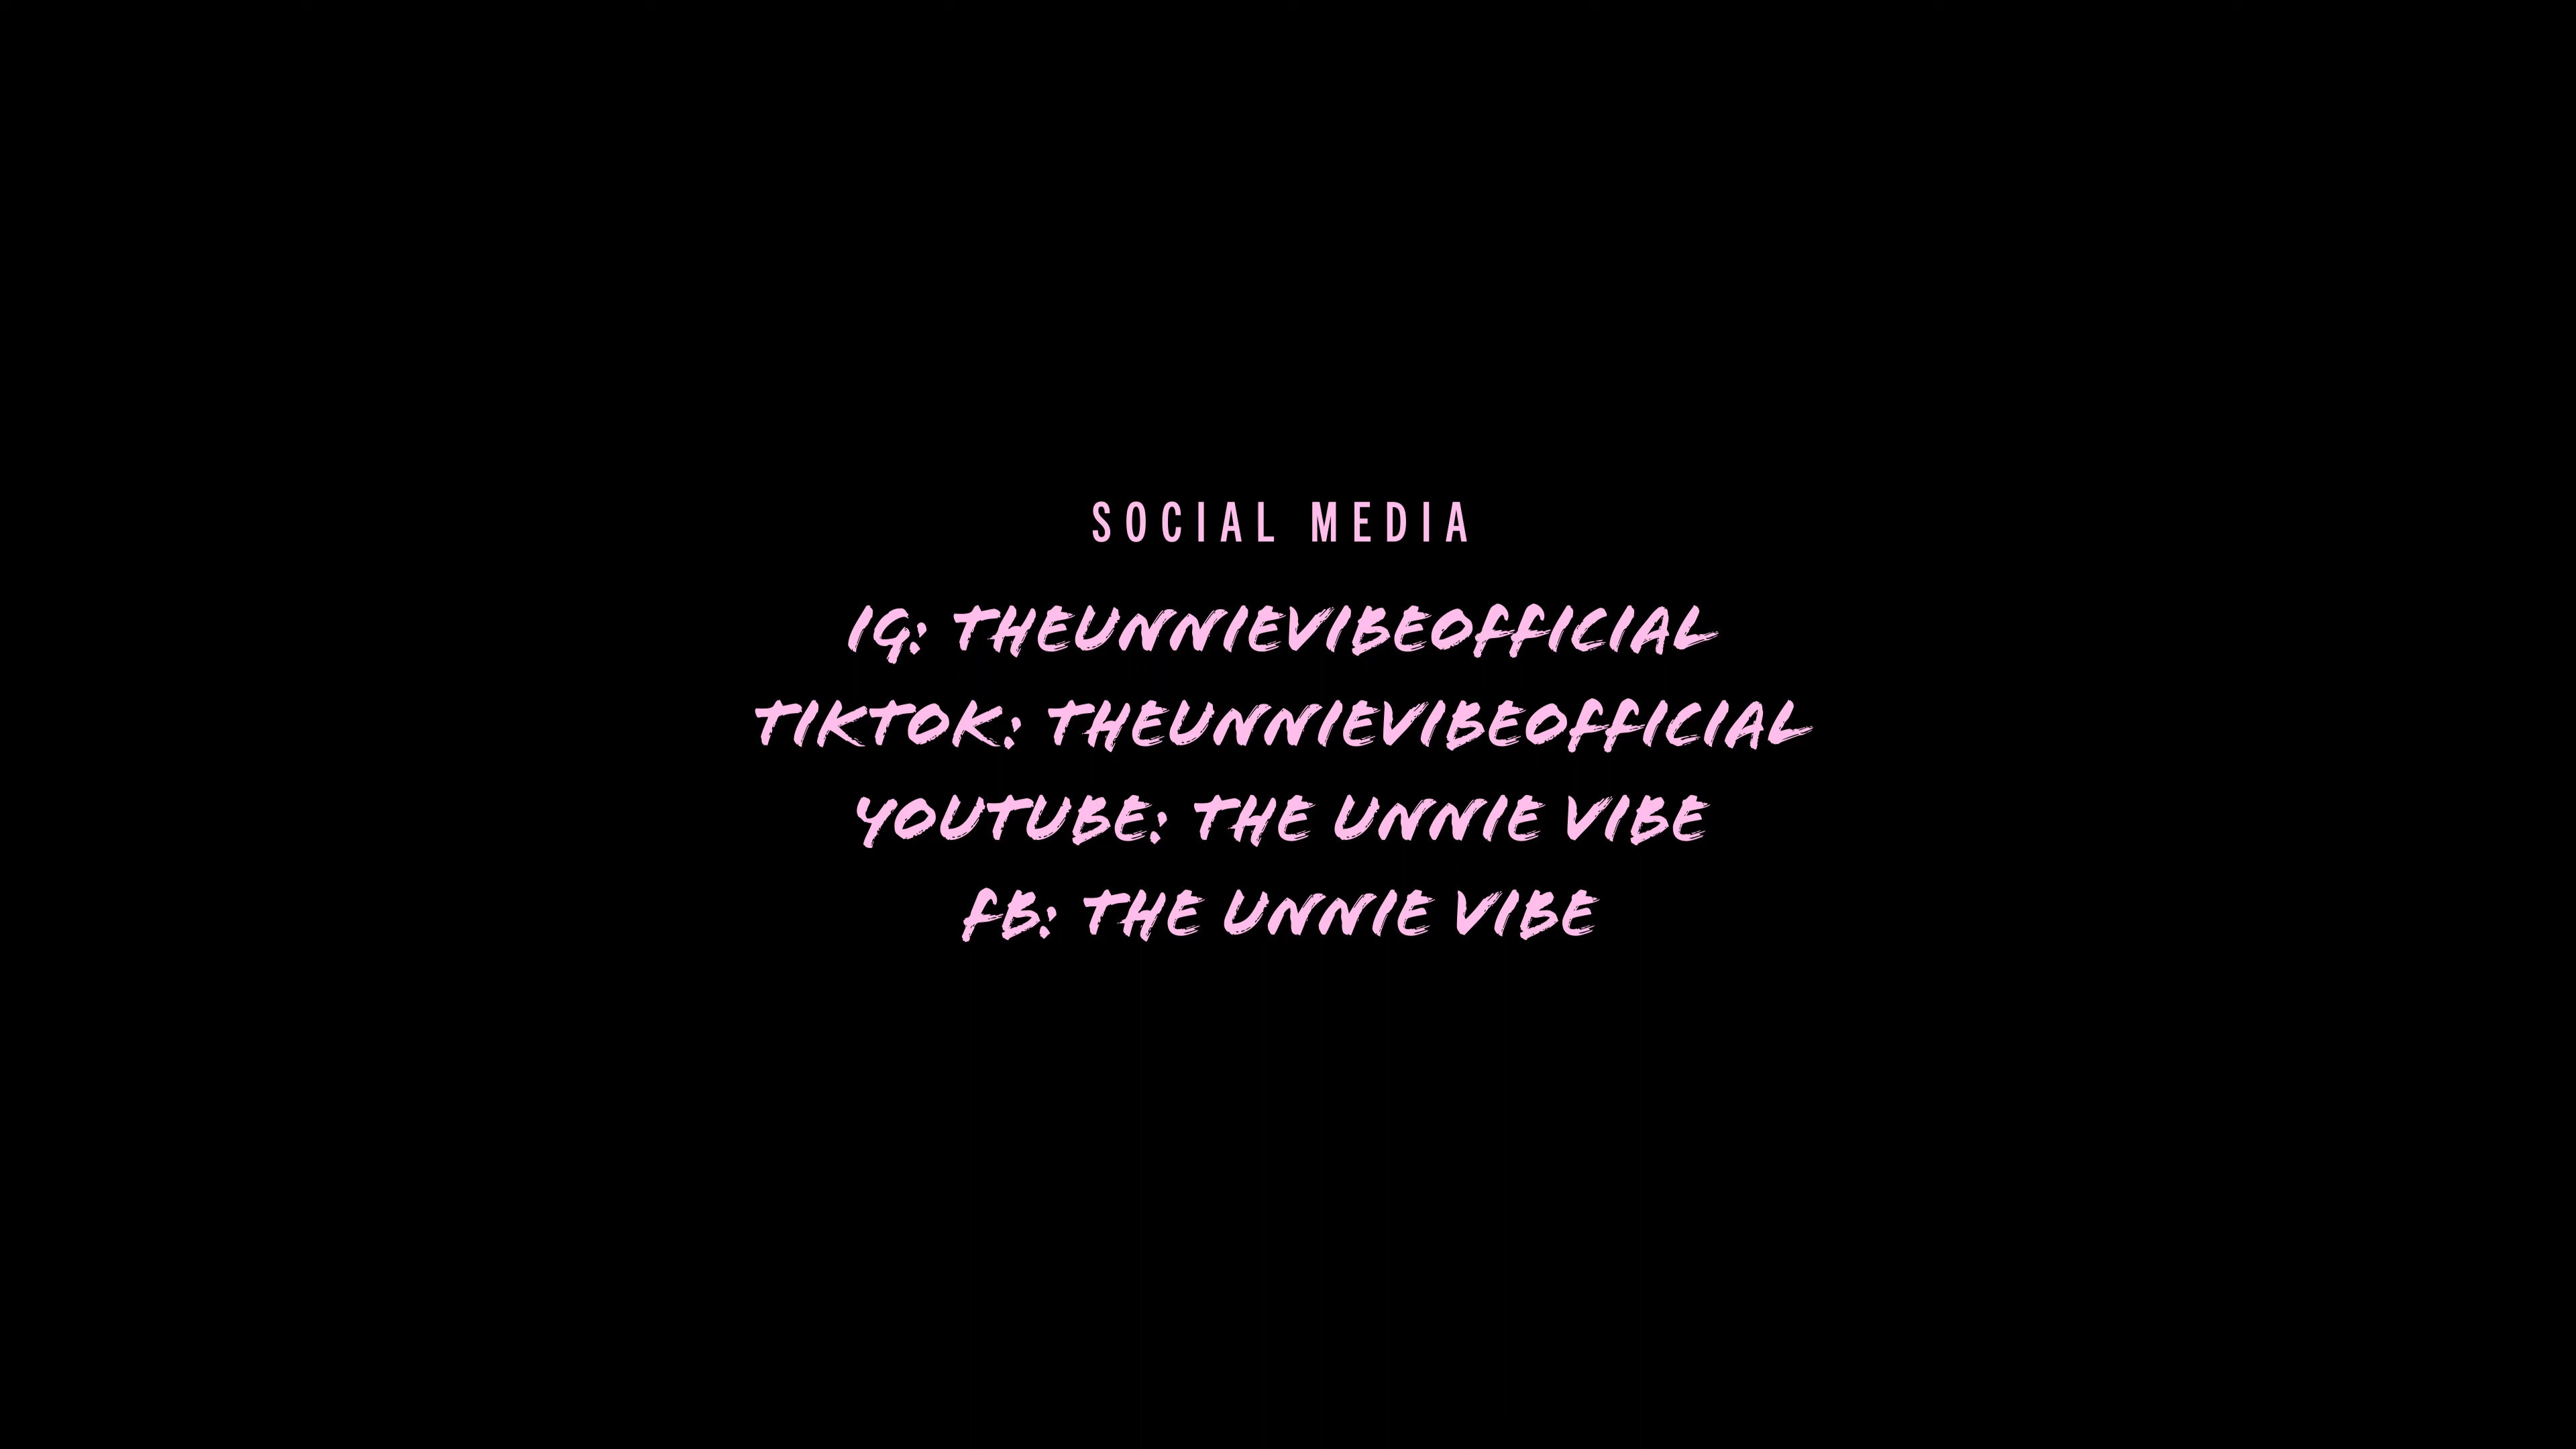 SOCIAL MEDIA
IG: THEUNNIEVIBEOFFICIAL
TIKTOK: THEUNNIEVIBEOFFICIAL
YOUTUBE: THE UNNIE VIBE
FB: THE UNNIE VIBE